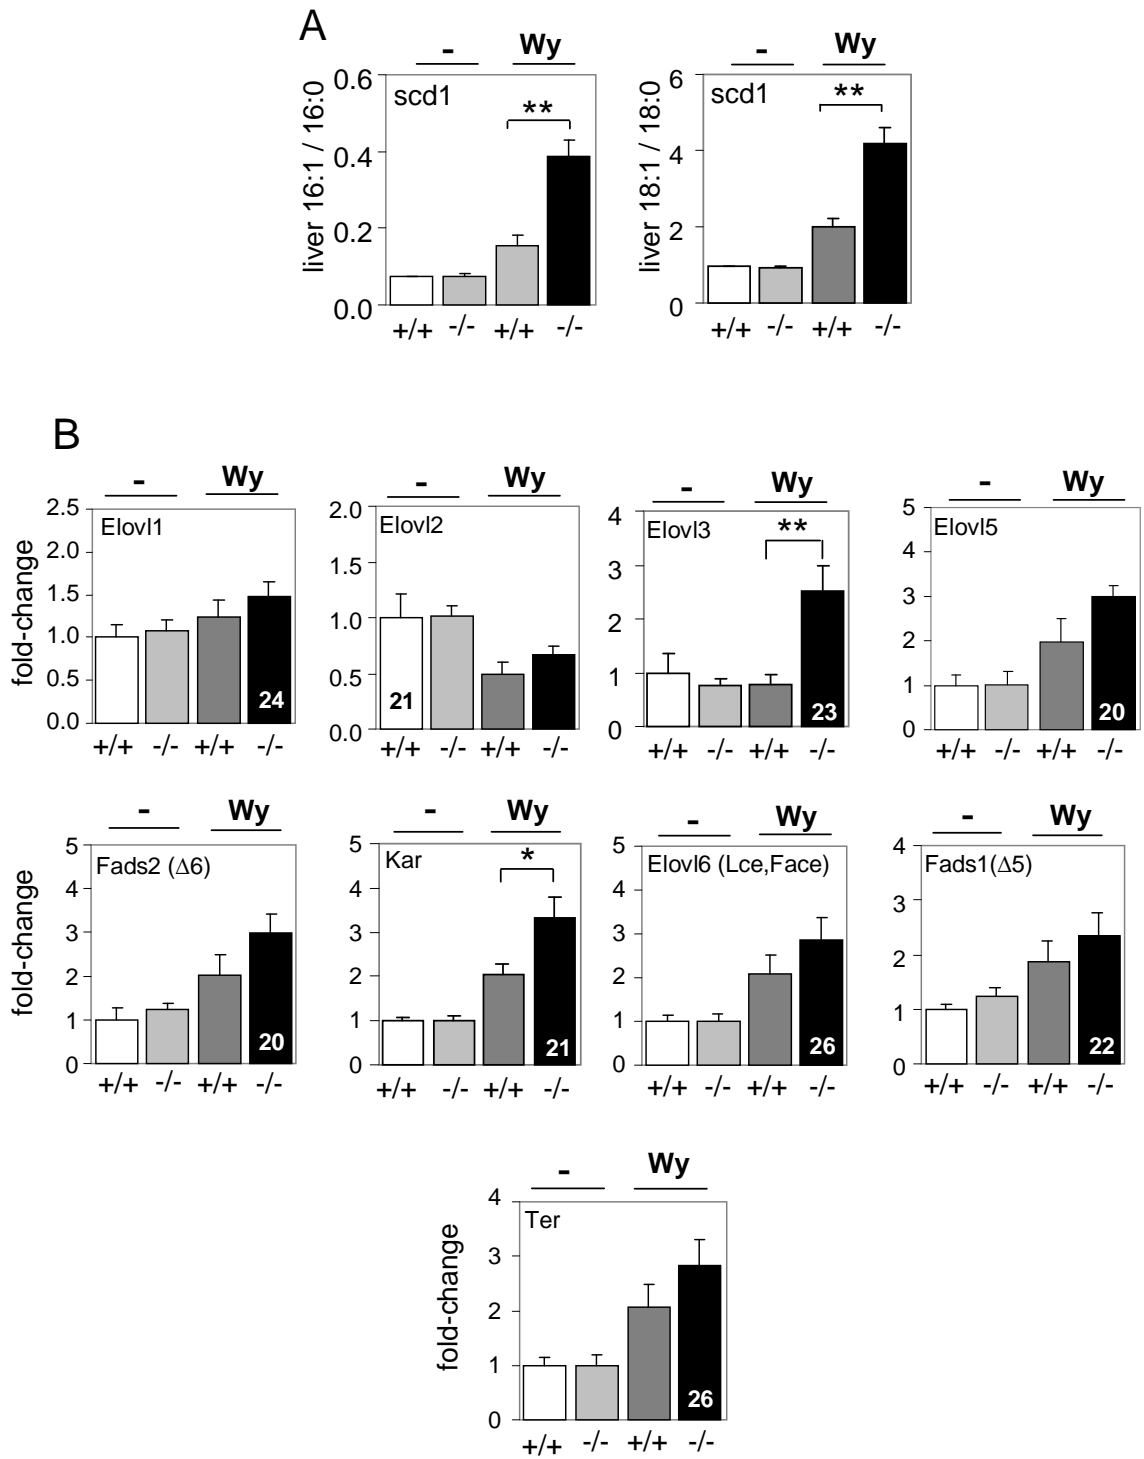 A
- Wy - Wy
liver 16:1 / 16:0
0.6
0.4
0.2
0.0
scd1
**
+/+ -/- +/+ -/-
liver 18:1 / 18:0
6
4
2
0
scd1
**
+/+ -/- +/+ -/-
B
- Wy
fold-change
2.5
2.0
1.5
1.0
0.5
0.0
Elovl1
24
+/+ -/- +/+ -/-
- Wy
2.0
1.5
1.0
0.5
0.0
Elovl2
21
+/+ -/- +/+ -/-
- Wy
4
3
2
1
0
Elovl3
**
23
+/+ -/- +/+ -/-
- Wy
5
4
3
2
1
0
Elovl5
20
+/+ -/- +/+ -/-
- Wy
fold-change
5
4
3
2
1
0
Fads2 (Δ6)
20
+/+ -/- +/+ -/-
- Wy
5
4
3
2
1
0
Kar
*
21
+/+ -/- +/+ -/-
- Wy
5
4
3
2
1
0
Elovl6 (Lce,Face)
26
+/+ -/- +/+ -/-
- Wy
4
3
2
1
0
Fads1(Δ5)
22
+/+ -/- +/+ -/-
- Wy
fold-change
4
3
2
1
0
Ter
26
+/+ -/- +/+ -/-